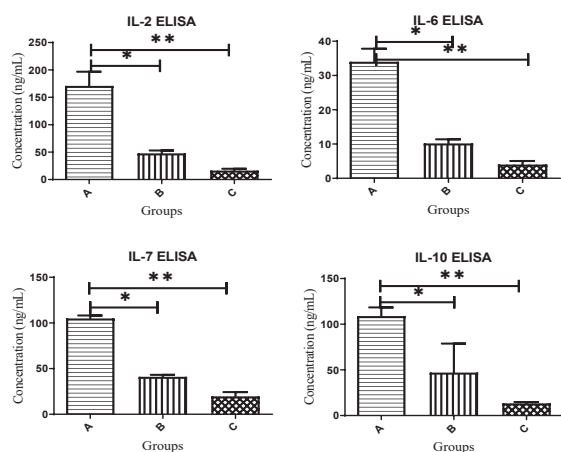 IL-2 ELISA
Concentration (ng/mL)
250
200
150
100
50
0
**
*
A
B
C
Groups
IL-6 ELISA
Concentration (ng/mL)
40
30
20
10
0
*
**
A
B
C
Groups
IL-7 ELISA
Concentration (ng/mL)
150
100
50
0
**
*
A
B
C
Groups
IL-10 ELISA
Concentration (ng/mL)
150
100
50
0
**
*
A
B
C
Groups